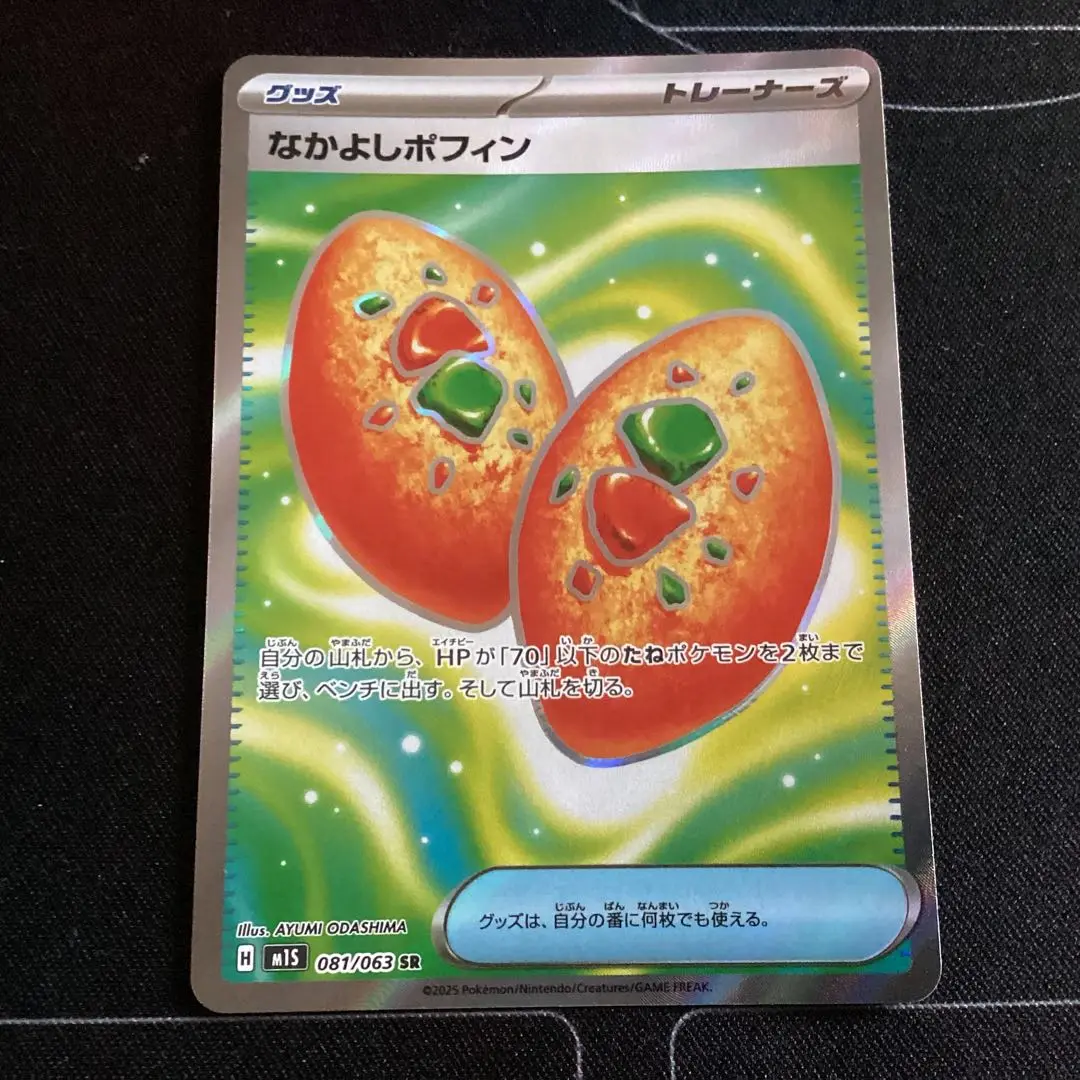 グッズ
トレーナーズ
なかよしポフィン
自分の山札から、HPが「70」以下のたねポケモンを2枚まで
選び、ベンチに出す。そして山札を切る。
グッズは、自分の番に何枚でも使える。
Illus. AYUMI ODASHIMA
H m1S 081/063 SR
©2025 Pokémon/Nintendo/Creatures/GAME FREAK.